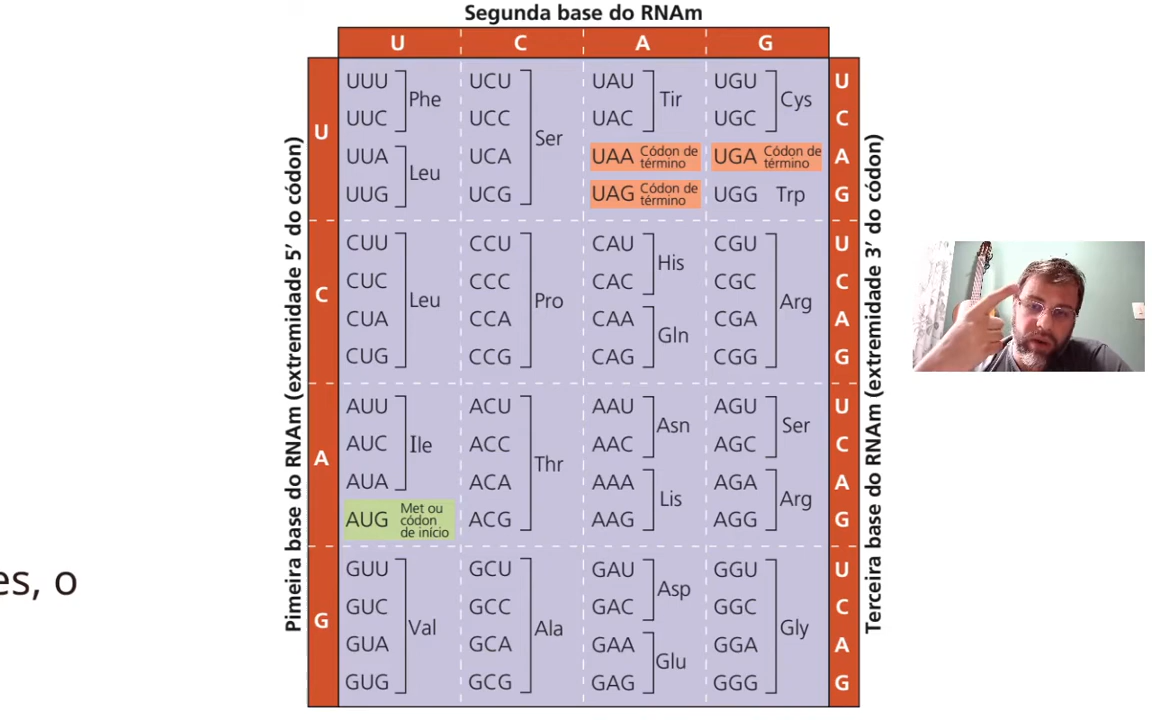 Segunda base do RNAm
U C A G
Pimeira base do RNAm (extremidade 5’ do códon)
Terceira base do RNAm (extremidade 3’ do códon)
U
UUU
UUC
Phe
UUA
UUG
Leu
UCU
UCC
UCA
UCG
Ser
UAU
UAC
Tir
UAA Códon de
término
UAG Códon de
término
UGU
UGC
Cys
UGA Códon de
término
UGG Trp
U
C
A
G
C
CUU
CUC
CUA
CUG
Leu
CCU
CCC
CCA
CCG
Pro
CAU
CAC
His
CAA
CAG
Gln
CGU
CGC
CGA
CGG
Arg
U
C
A
G
A
AUU
AUC
AUA
Ile
AUG Met ou
códon
de início
ACU
ACC
ACA
ACG
Thr
AAU
AAC
Asn
AAA
AAG
Lis
AGU
AGC
Ser
AGA
AGG
Arg
U
C
A
G
G
GUU
GUC
GUA
GUG
Val
GCU
GCC
GCA
GCG
Ala
GAU
GAC
Asp
GAA
GAG
Glu
GGU
GGC
GGA
GGG
Gly
U
C
A
G
es, o